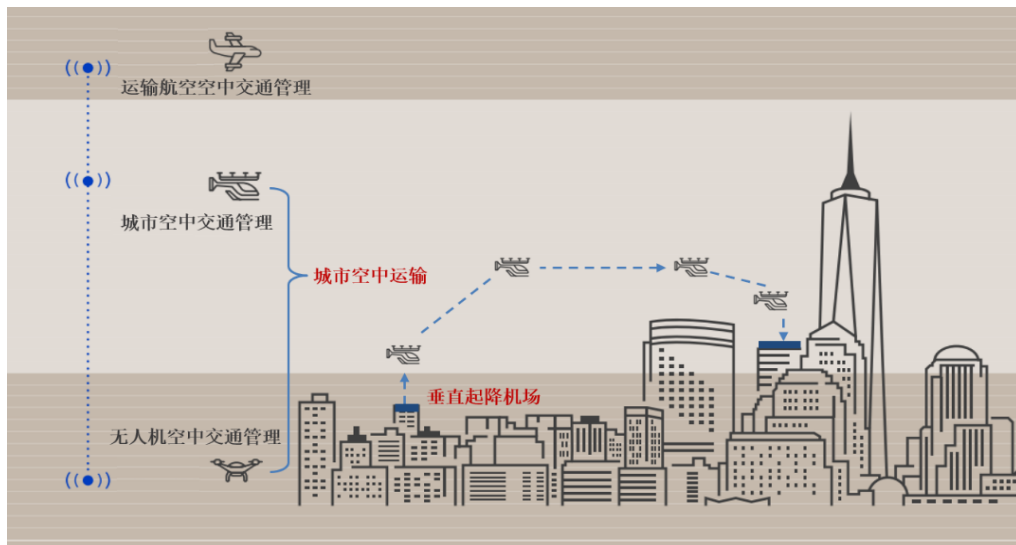 运输航空空中交通管理
城市空中交通管理
城市空中运输
垂直起降机场
无人机空中交通管理